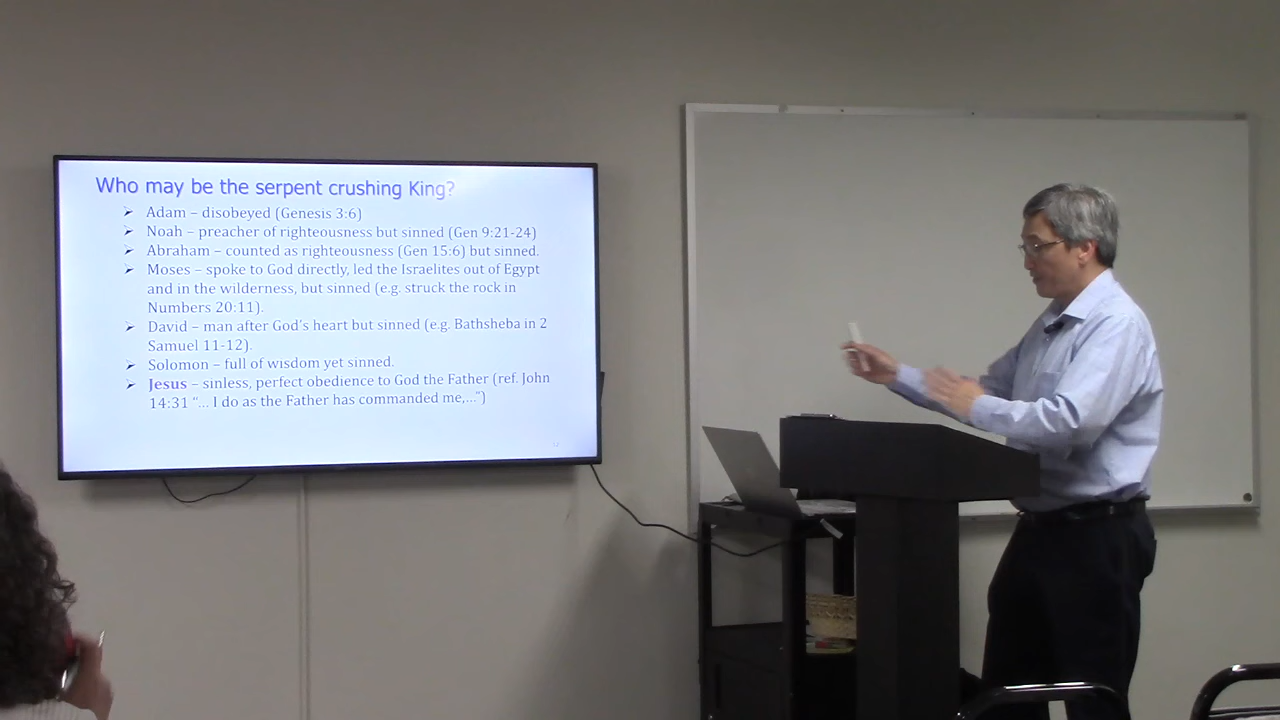 Who may be the serpent crushing King?
➢ Adam – disobeyed (Genesis 3:6)
➢ Noah – preacher of righteousness but sinned (Gen 9:21-24)
➢ Abraham – counted as righteousness (Gen 15:6) but sinned.
➢ Moses – spoke to God directly, led the Israelites out of Egypt
and in the wilderness, but sinned (e.g. struck the rock in
Numbers 20:11).
➢ David – man after God's heart but sinned (e.g. Bathsheba in 2
Samuel 11-12).
➢ Solomon – full of wisdom yet sinned.
➢ Jesus – sinless, perfect obedience to God the Father (ref. John
14:31 "... I do as the Father has commanded me,...")